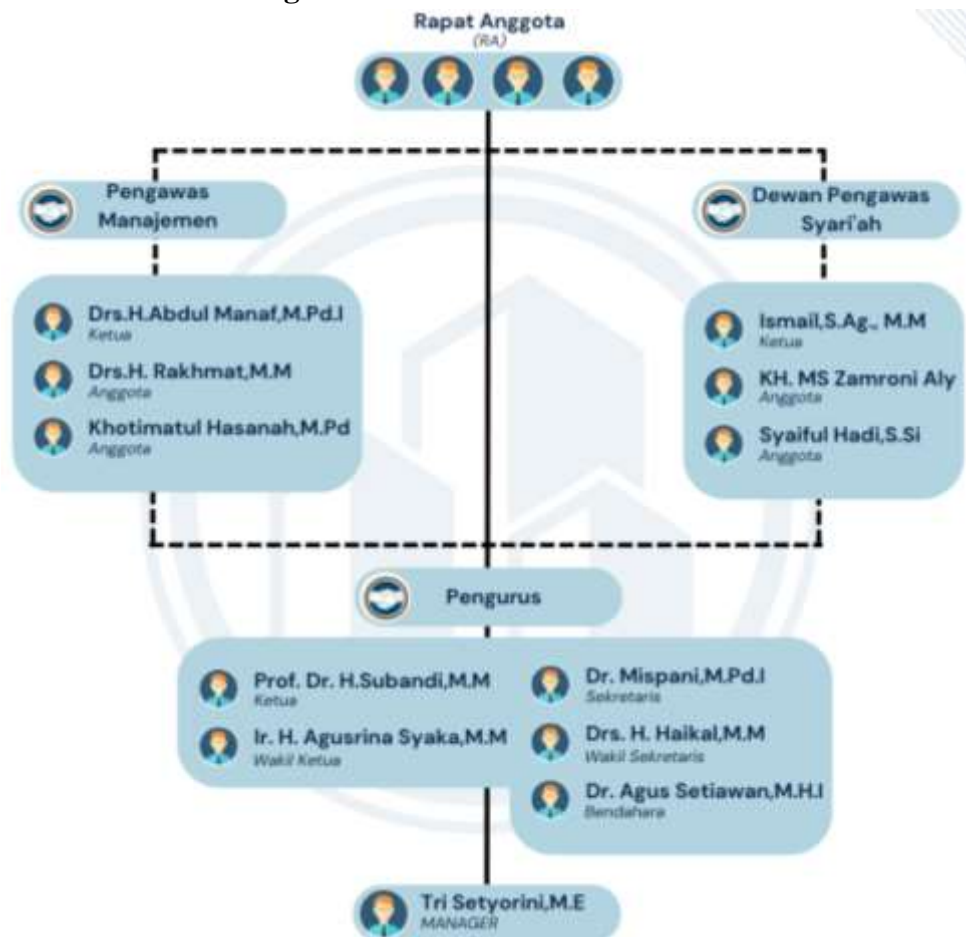 Rapat Anggota
(RA)
Pengawas
Manajemen
Dewan Pengawas
Syari'ah
Drs.H.Abdul Manaf,M.Pd.I
Ketua
Drs.H. Rakhmat,M.M
Anggota
Khotimatul Hasanah,M.Pd
Anggota
Ismail,S.Ag., M.M
Ketua
KH. MS Zamroni Aly
Anggota
Syaiful Hadi,S.Si
Anggota
Pengurus
Prof. Dr. H.Subandi,M.M
Ketua
Ir. H. Agusrina Syaka,M.M
Wakil Ketua
Dr. Mispani,M.Pd.I
Sekretaris
Drs. H. Haikal,M.M
Wakil Sekretaris
Dr. Agus Setiawan,M.H.I
Bendahara
Tri Setyorini,M.E
MANAGER